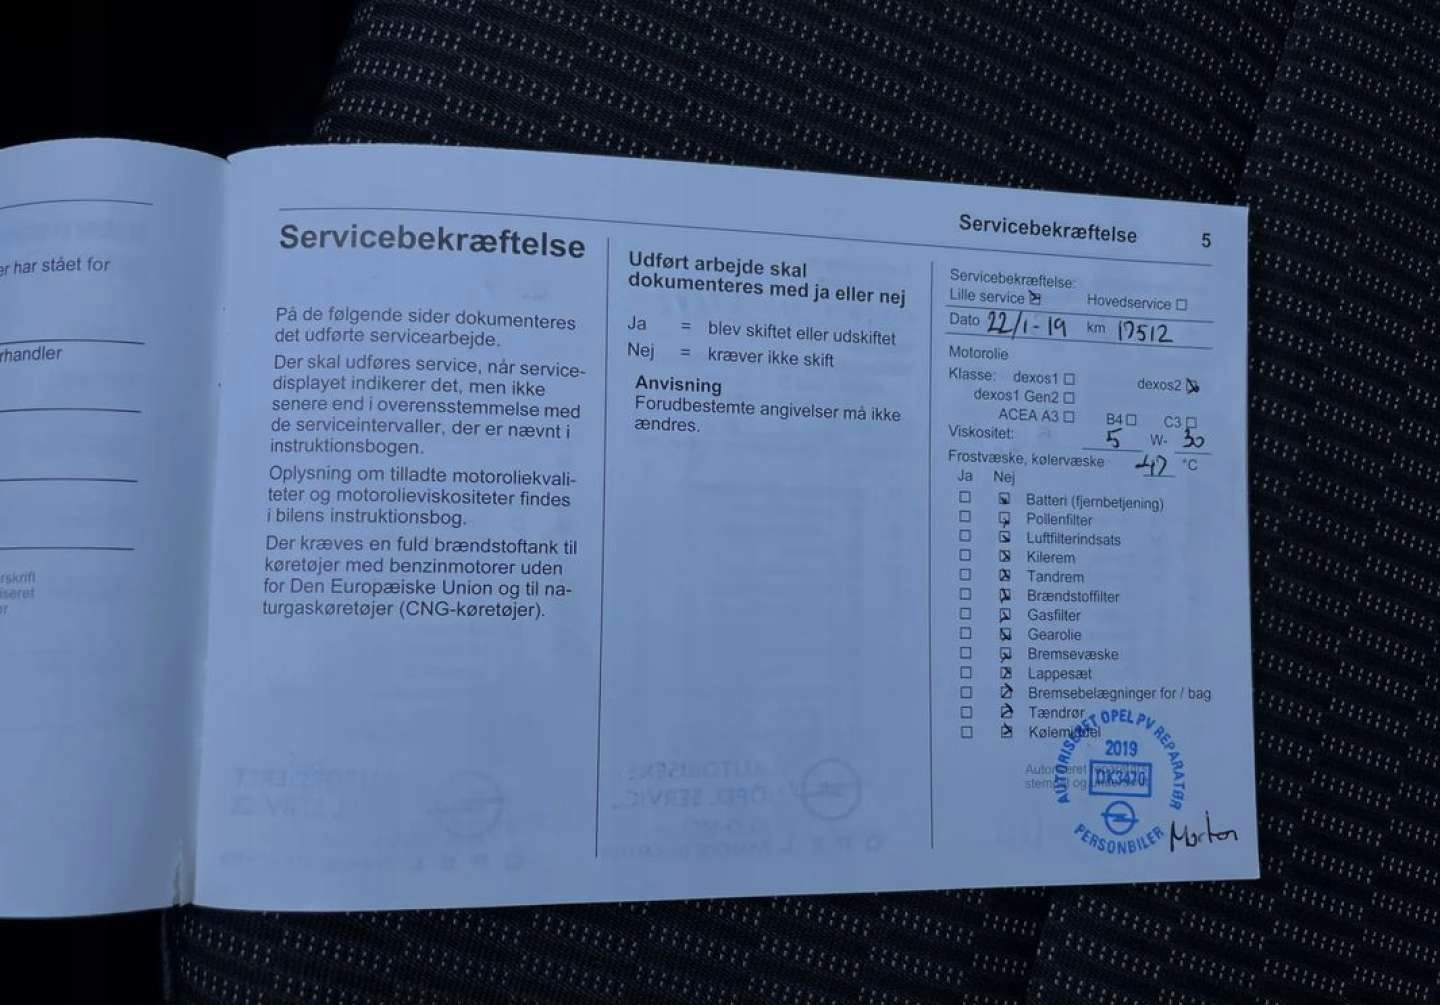 er har stået for
rhandler
rskrift
iseret
r.
Servicebekræftelse 5
Servicebekræftelse
På de følgende sider dokumenteres
det udførte servicearbejde.
Der skal udføres service, når service-
displayet indikerer det, men ikke
senere end i overensstemmelse med
de serviceintervaller, der er nævnt i
instruktionsbogen.
Oplysning om tilladte motoroliekvali-
teter og motorolieviskositeter findes
i bilens instruktionsbog.
Der kræves en fuld brændstoftank til
køretøjer med benzinmotorer uden
for Den Europæiske Union og til na-
turgaskøretøjer (CNG-køretøjer).
Udført arbejde skal
dokumenteres med ja eller nej
Ja = blev skiftet eller udskiftet
Nej = kræver ikke skift
Anvisning
Forudbestemte angivelser må ikke
ændres.
Servicebekræftelse:
Lille service Hovedservice
Dato 22/1-19 km 17512
Motorolie
Klasse: dexos1 dexos2
dexos1 Gen2
ACEA A3 B4 C3
Viskositet: 5 W- 30
Frostvæske, kølervæske °C
Ja Nej
Batteri (fjernbetjening)
Pollenfilter
Luftfilterindsats
Kilerem
Tandrem
Brændstoffilter
Gasfilter
Gearolie
Bremsevæske
Lappesæt
Bremsebelægninger for / bag
Tændrør
Kølemiddel
AUTORISERET OPEL PV REPARATØR
2019
DK3470
PERSONBILER
Morten